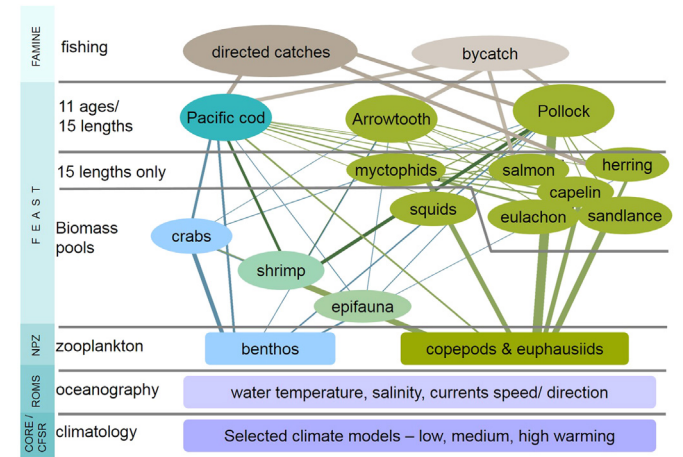 FAMINE
fishing
directed catches
bycatch
FEAST
11 ages/
15 lengths
Pacific cod
Arrowtooth
Pollock
15 lengths only
myctophids
salmon
herring
capelin
Biomass
pools
squids
eulachon
sandlance
crabs
shrimp
epifauna
NPZ
zooplankton
benthos
copepods & euphausiids
ROMS
oceanography
water temperature, salinity, currents speed/ direction
CORE /
CFSR
climatology
Selected climate models – low, medium, high warming